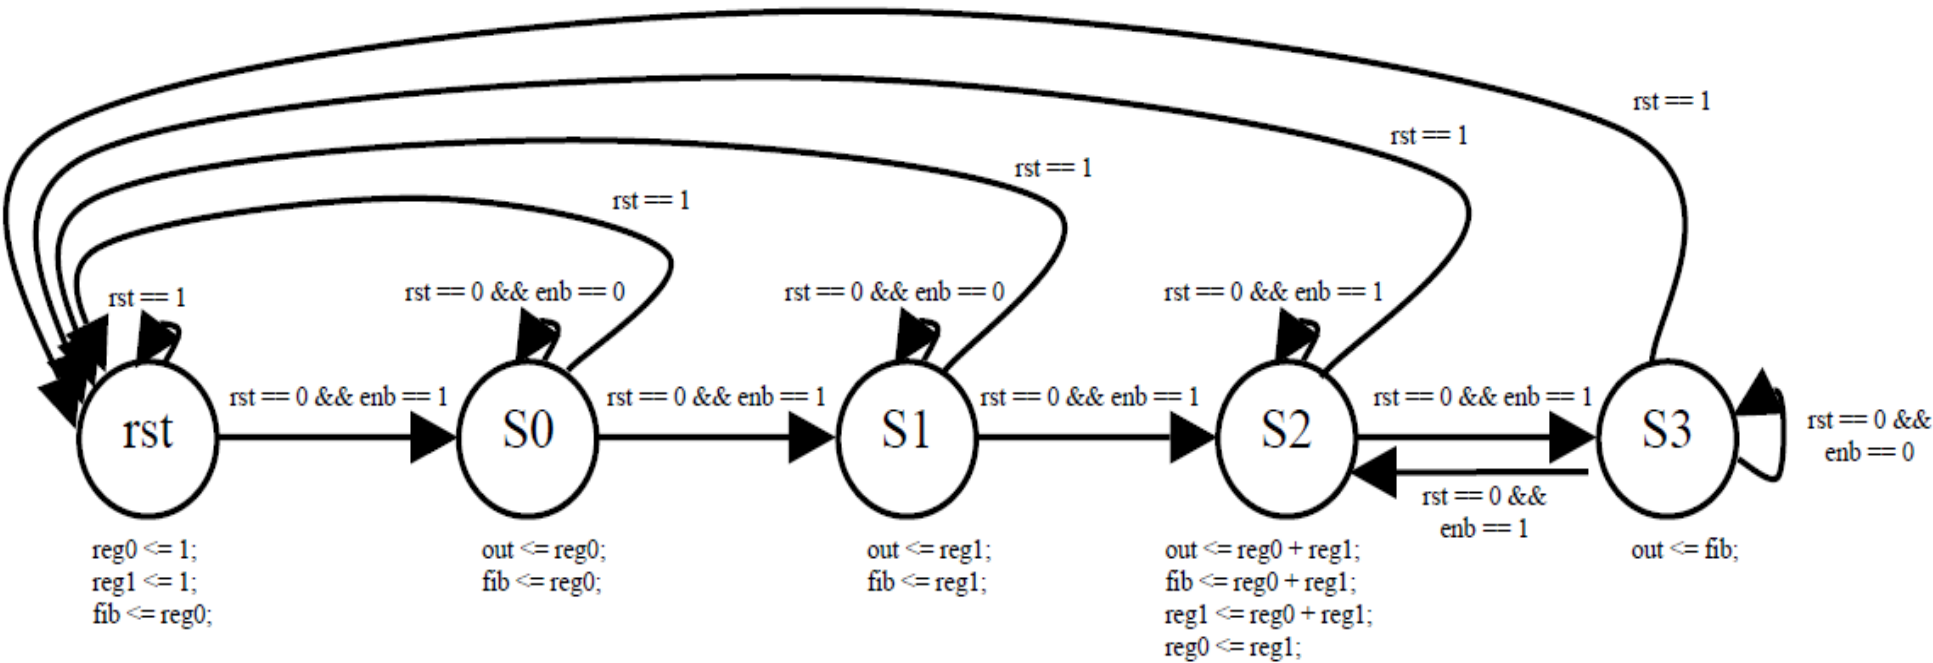 rst == 1
rst == 1
rst == 1
rst == 1
rst == 1
rst == 0 && enb == 0
rst == 0 && enb == 0
rst == 0 && enb == 1
rst == 0 && enb == 1
rst == 0 && enb == 1
rst == 0 && enb == 1
rst == 0 && enb == 1
rst
S0
S1
S2
S3
rst == 0 &&
enb == 0
rst == 0 &&
enb == 1
reg0 <= 1;
reg1 <= 1;
fib <= reg0;
out <= reg0;
fib <= reg0;
out <= reg1;
fib <= reg1;
out <= reg0 + reg1;
fib <= reg0 + reg1;
reg1 <= reg0 + reg1;
reg0 <= reg1;
out <= fib;